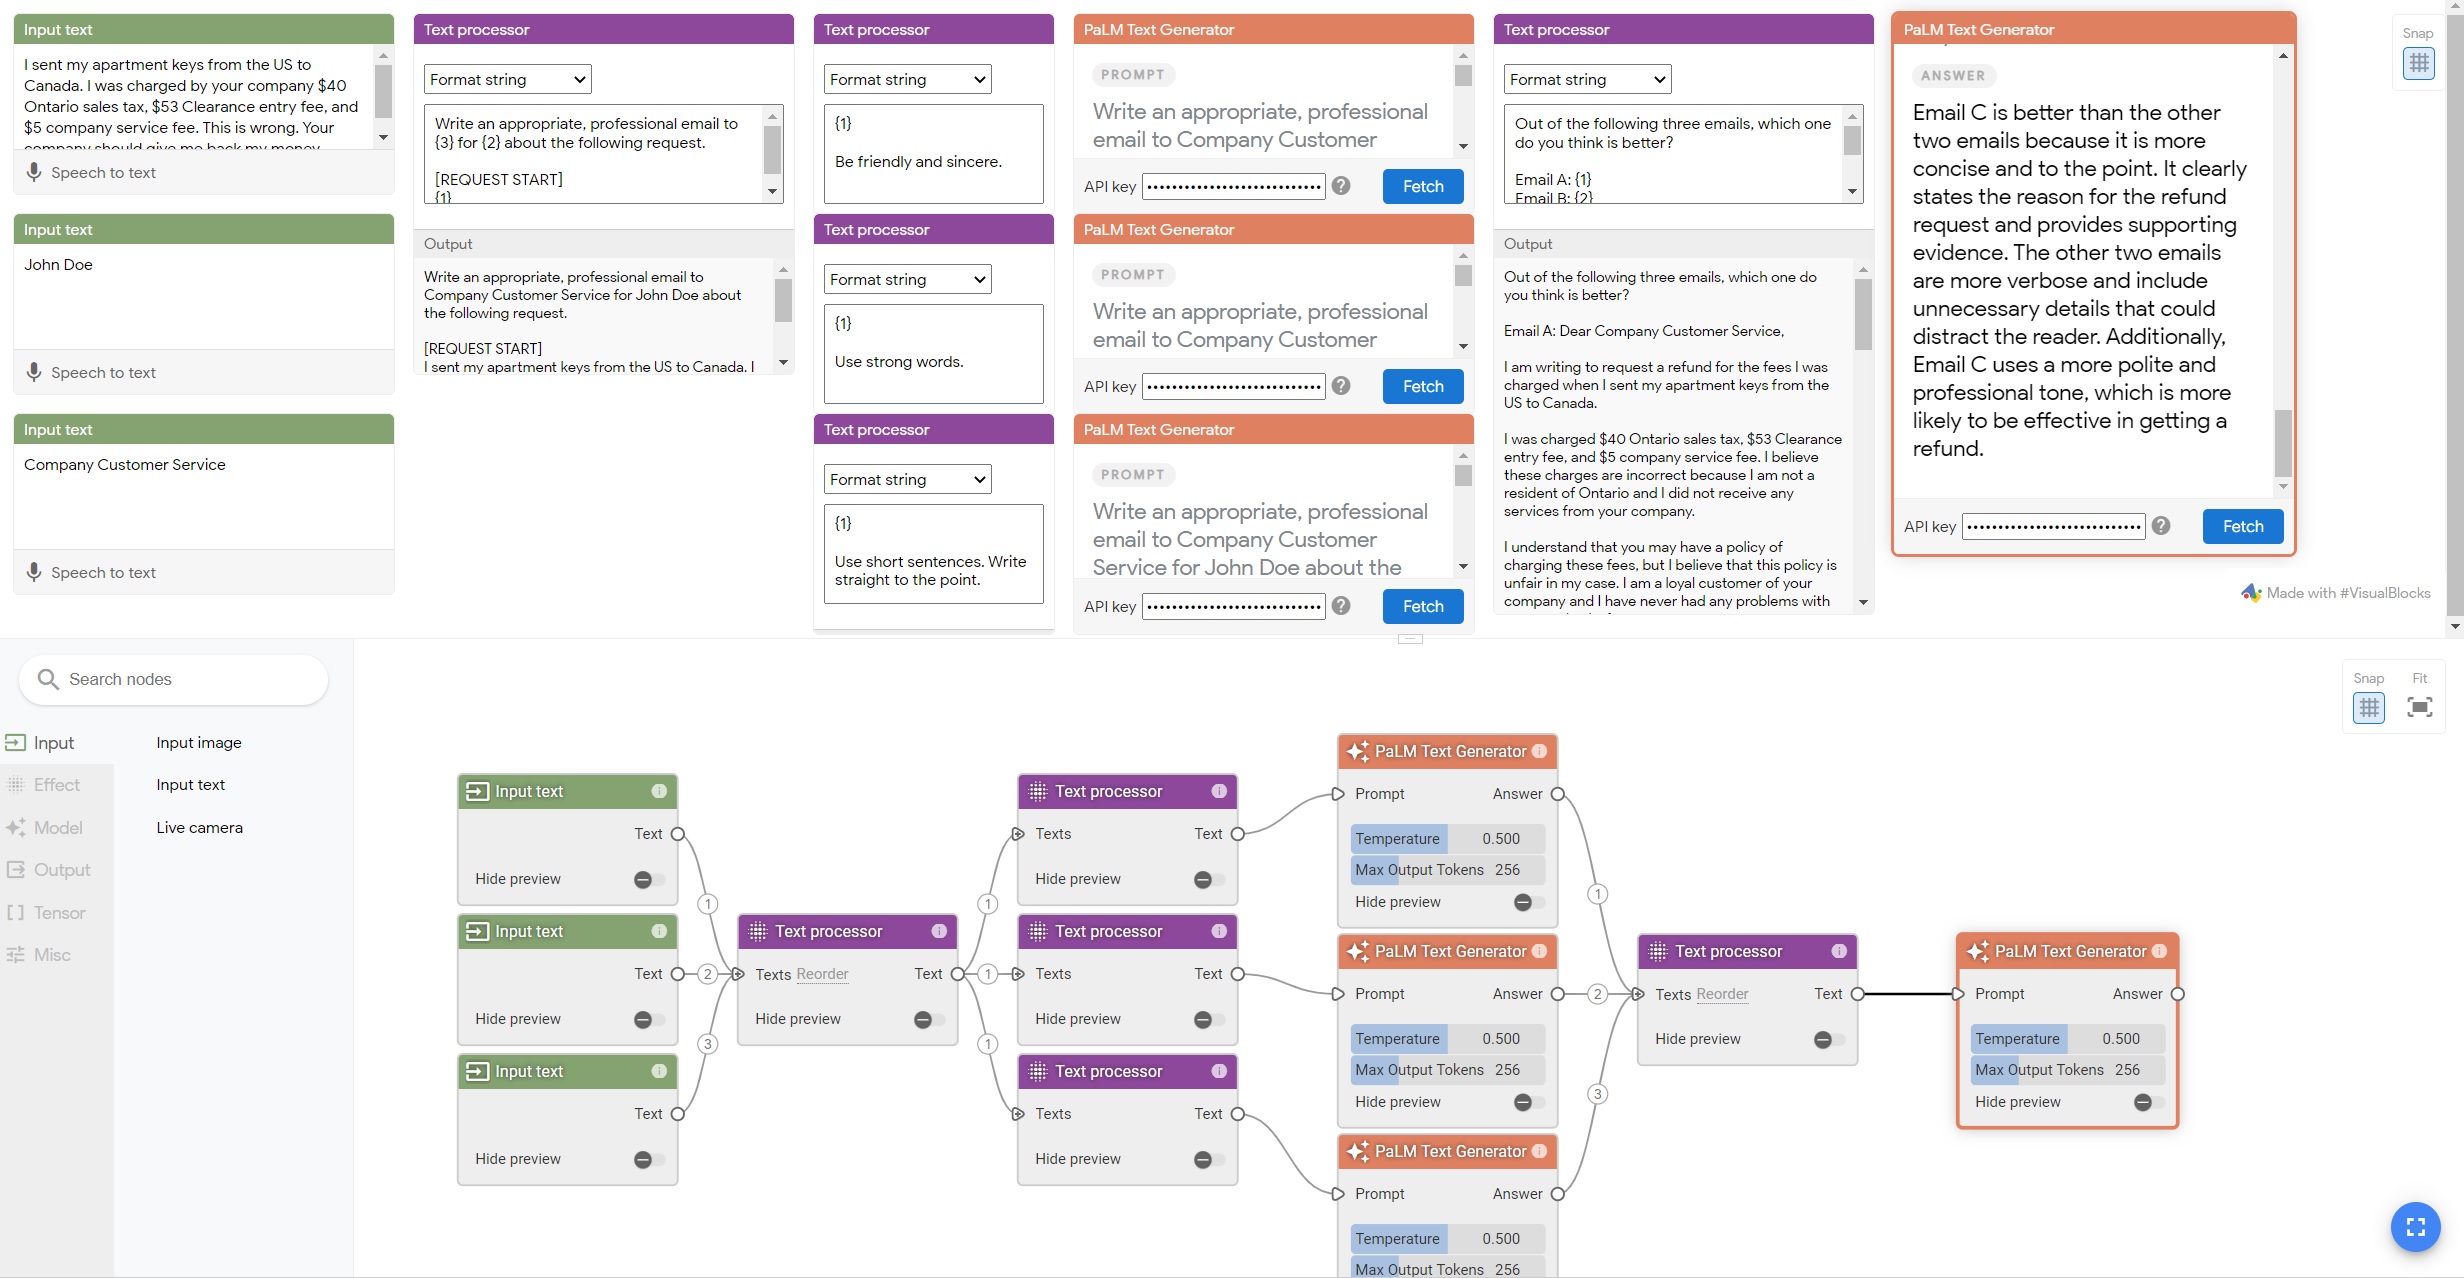 Input text
I sent my apartment keys from the US to
Canada. I was charged by your company $40
Ontario sales tax, $53 Clearance entry fee, and
$5 company service fee. This is wrong. Your
company should give me back my money
Speech to text
Input text
John Doe
Speech to text
Input text
Company Customer Service
Speech to text
Text processor
Format string
Write an appropriate, professional email to
{3} for {2} about the following request.
[REQUEST START]
{1}
Output
Write an appropriate, professional email to
Company Customer Service for John Doe about
the following request.
[REQUEST START]
I sent my apartment keys from the US to Canada. I
Text processor
Format string
{1}
Be friendly and sincere.
Text processor
Format string
{1}
Use strong words.
Text processor
Format string
{1}
Use short sentences. Write
straight to the point.
PaLM Text Generator
PROMPT
Write an appropriate, professional
email to Company Customer
API key
Fetch
PaLM Text Generator
PROMPT
Write an appropriate, professional
email to Company Customer
API key
Fetch
PaLM Text Generator
PROMPT
Write an appropriate, professional
email to Company Customer
Service for John Doe about the
API key
Fetch
Text processor
Format string
Out of the following three emails, which one
do you think is better?
Email A: {1}
Email B: {2}
Output
Out of the following three emails, which one do
you think is better?
Email A: Dear Company Customer Service,
I am writing to request a refund for the fees I was
charged when I sent my apartment keys from the
US to Canada.
I was charged $40 Ontario sales tax, $53 Clearance
entry fee, and $5 company service fee. I believe
these charges are incorrect because I am not a
resident of Ontario and I did not receive any
services from your company.
I understand that you may have a policy of
charging these fees, but I believe that this policy is
unfair in my case. I am a loyal customer of your
company and I have never had any problems with
PaLM Text Generator
ANSWER
Email C is better than the other
two emails because it is more
concise and to the point. It clearly
states the reason for the refund
request and provides supporting
evidence. The other two emails
are more verbose and include
unnecessary details that could
distract the reader. Additionally,
Email C uses a more polite and
professional tone, which is more
likely to be effective in getting a
refund.
API key
Fetch
Snap
Made with #VisualBlocks
Search nodes
Input
Effect
Model
Output
Tensor
Misc
Input image
Input text
Live camera
Snap Fit
Input text
Text
Hide preview
1
Input text
Text
Hide preview
2
Input text
Text
Hide preview
3
Text processor
Texts Reorder Text
Hide preview
1
1
1
Text processor
Texts Text
Hide preview
Text processor
Texts Text
Hide preview
Text processor
Texts Text
Hide preview
PaLM Text Generator
Prompt Answer
Temperature 0.500
Max Output Tokens 256
Hide preview
1
PaLM Text Generator
Prompt Answer
Temperature 0.500
Max Output Tokens 256
Hide preview
2
PaLM Text Generator
Prompt Answer
Temperature 0.500
Max Output Tokens 256
3
Text processor
Texts Reorder Text
Hide preview
PaLM Text Generator
Prompt Answer
Temperature 0.500
Max Output Tokens 256
Hide preview